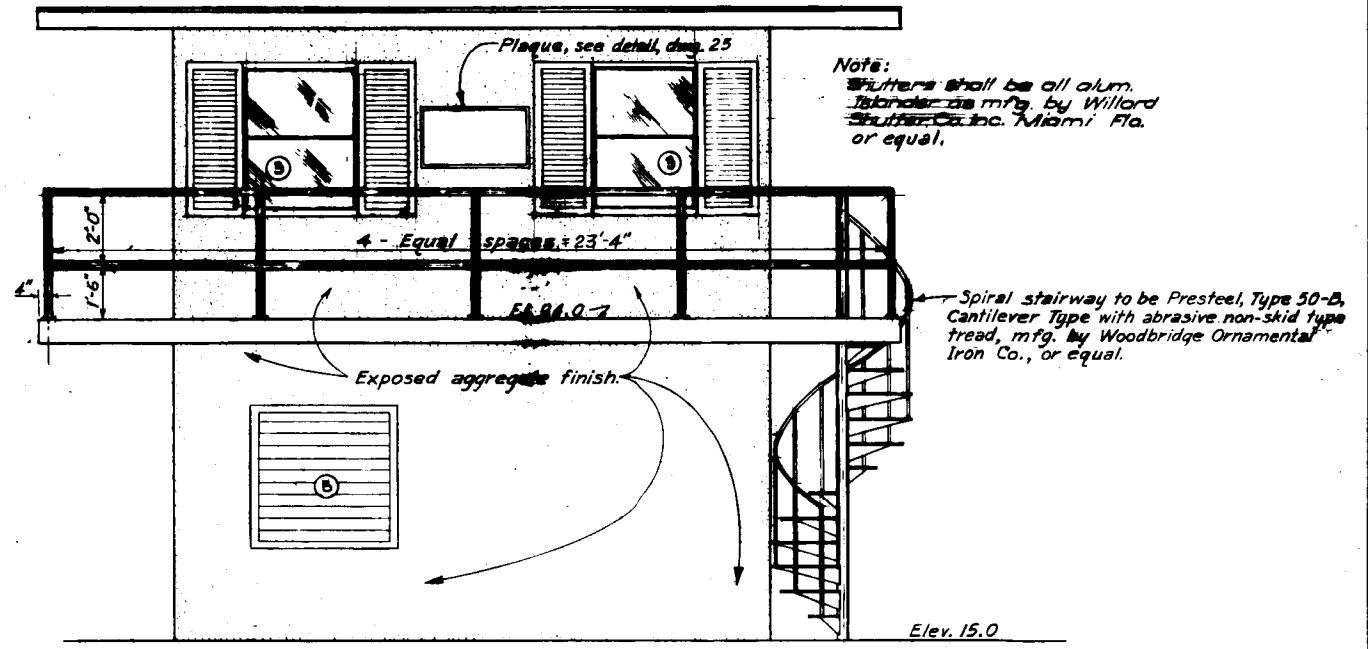 Plaque, see detail, dwg. 25
Note:
Shutters shall be all alum.
Islander as mfg. by Willard
Shutter Co. Inc. Miami Fla.
or equal.
B
B
2'-0"
4 - Equal spaces = 23'-4"
4"
1'-6"
Spiral stairway to be Presteel, Type 50-B,
Cantilever Type with abrasive non-skid type
tread, mfg. by Woodbridge Ornamental
Iron Co., or equal.
Exposed aggregate finish.
B
Elev. 15.0